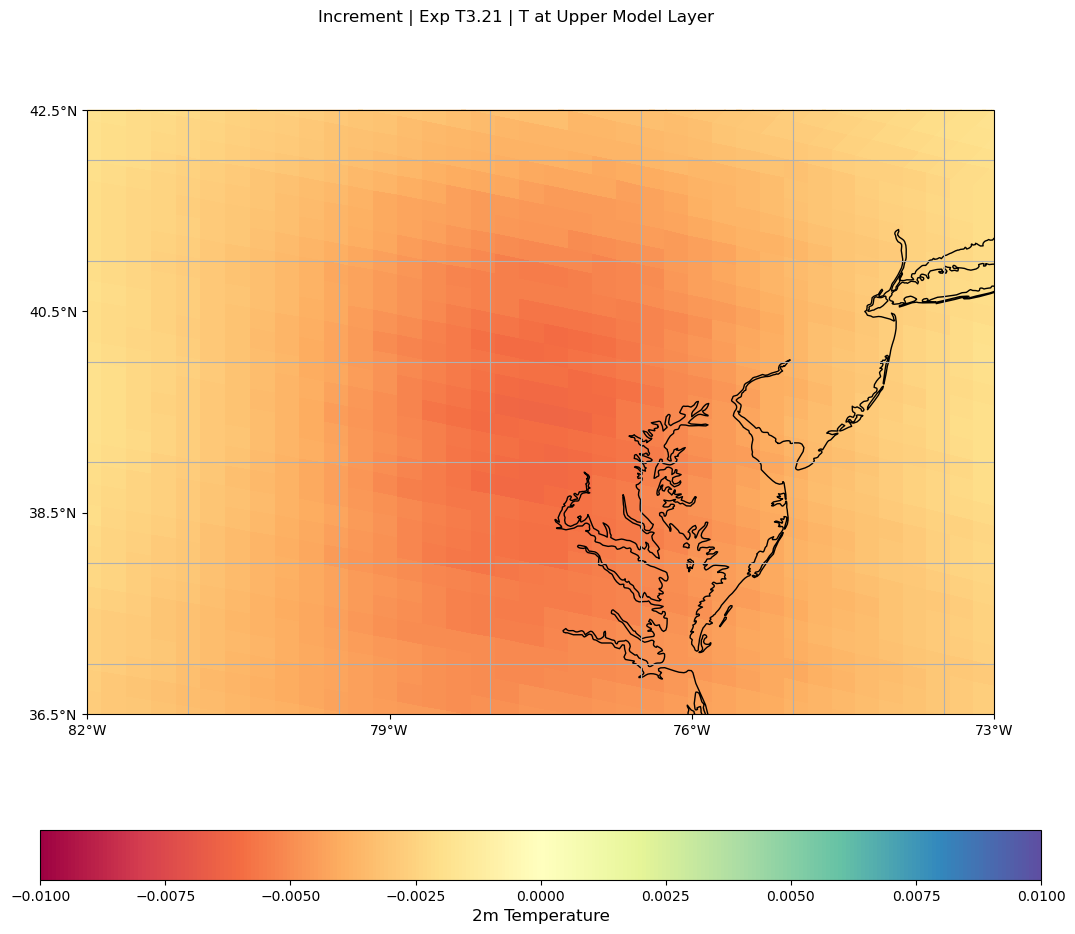 Increment | Exp T3.21 | T at Upper Model Layer
42.5°N
40.5°N
38.5°N
36.5°N
82°W 79°W 76°W 73°W
−0.0100 −0.0075 −0.0050 −0.0025 0.0000 0.0025 0.0050 0.0075 0.0100
2m Temperature